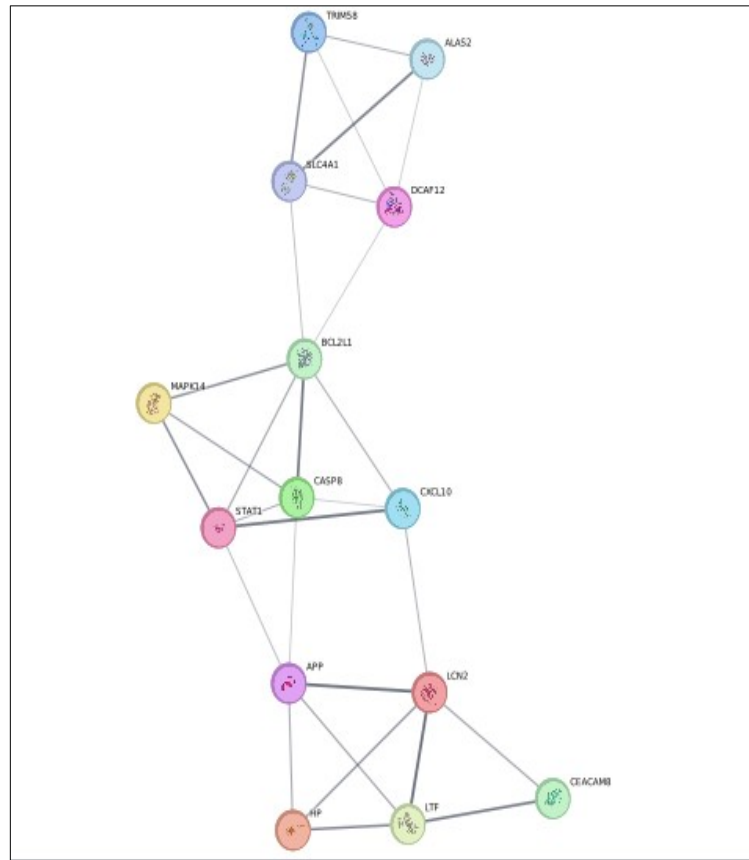 TRIM58
ALAS2
SLC4A1
DCAF12
BCL2L1
MAPK14
CASP8
CXCL10
STAT1
APP
LCN2
CEACAM8
LTF
HP